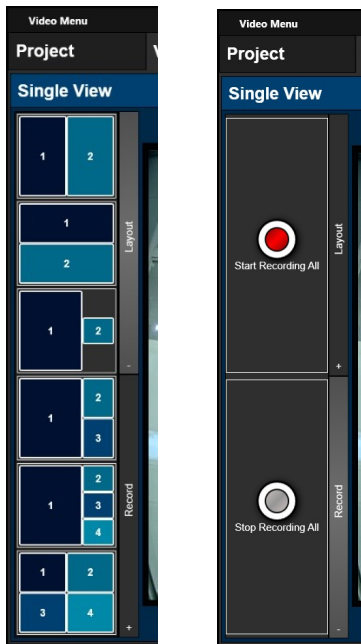 Video Menu
Project
Single View
1 2
1
2
1 2
1 2
3
1 2
3
4
1 2
3 4
Layout
-
Record
+
Video Menu
Project
Single View
Start Recording All
Stop Recording All
Layout
+
Record
-